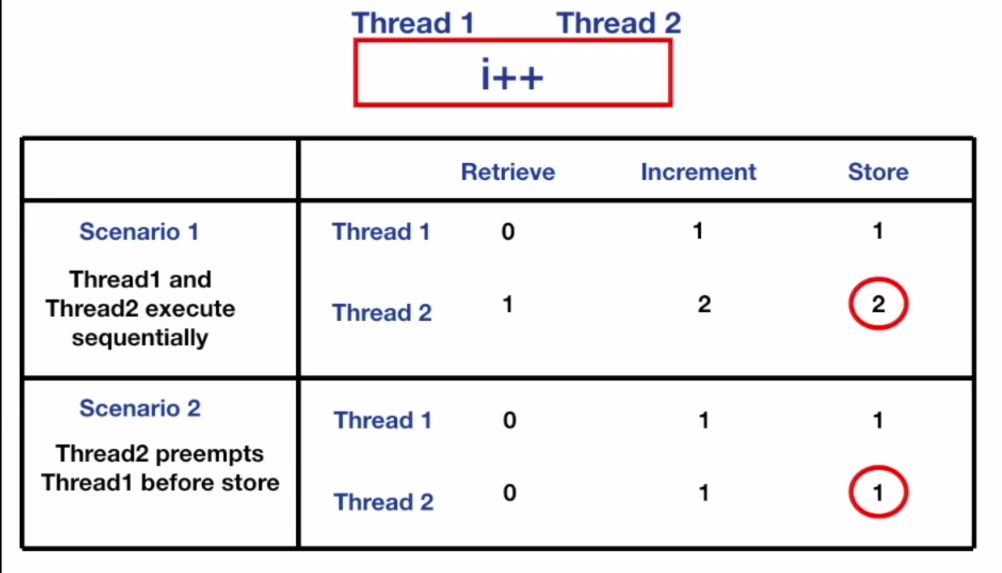 Thread 1 Thread 2
i++
Retrieve Increment Store
Scenario 1
Thread1 and
Thread2 execute
sequentially
Thread 1 0 1 1
Thread 2 1 2 2
Scenario 2
Thread2 preempts
Thread1 before store
Thread 1 0 1 1
Thread 2 0 1 1